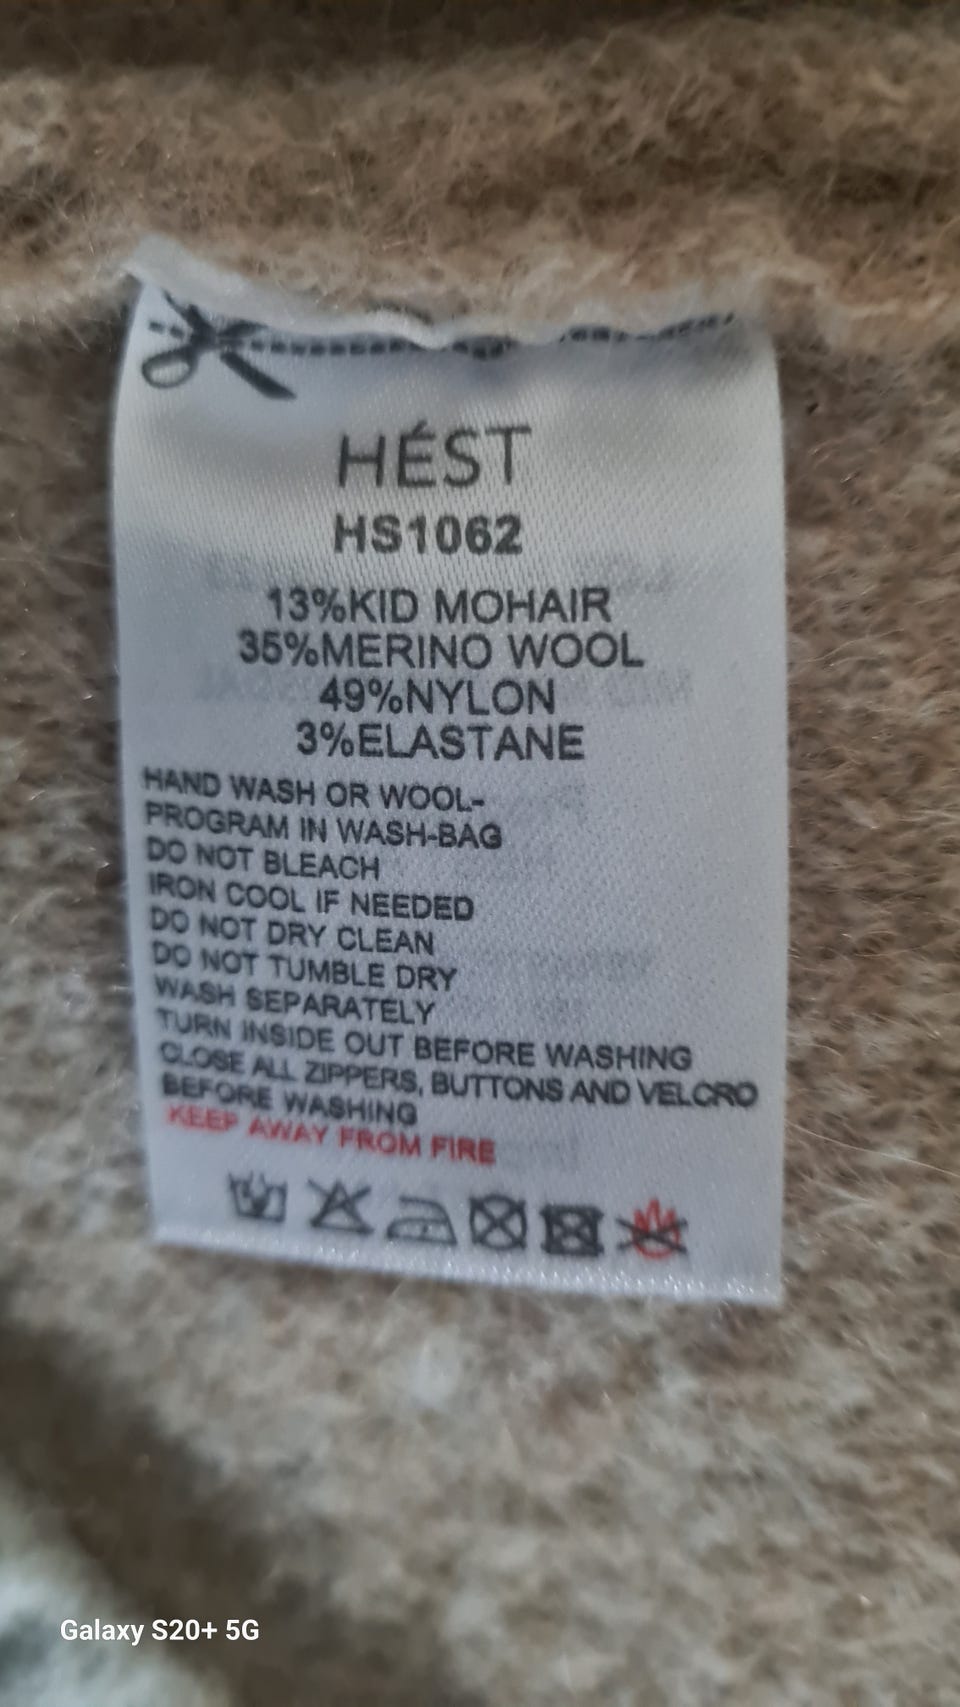 HÉST
HS1062
13%KID MOHAIR
35%MERINO WOOL
49%NYLON
3%ELASTANE
HAND WASH OR WOOL-
PROGRAM IN WASH-BAG
DO NOT BLEACH
IRON COOL IF NEEDED
DO NOT DRY CLEAN
DO NOT TUMBLE DRY
WASH SEPARATELY
TURN INSIDE OUT BEFORE WASHING
CLOSE ALL ZIPPERS, BUTTONS AND VELCRO
BEFORE WASHING
KEEP AWAY FROM FIRE
Galaxy S20+ 5G